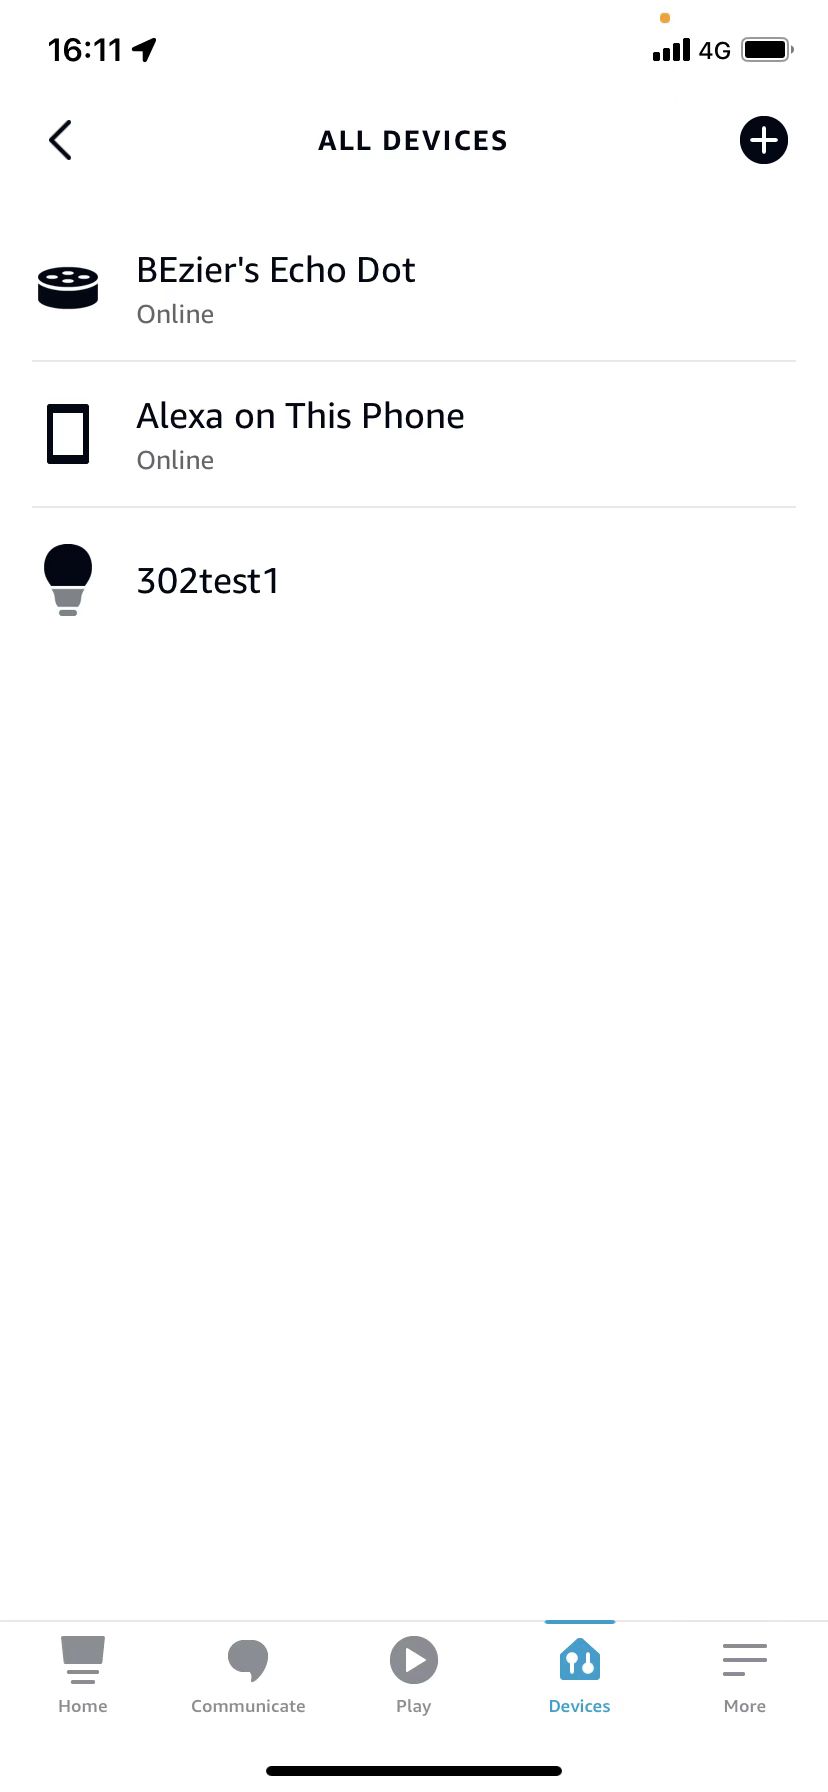 16:11
4G
ALL DEVICES
BEzier's Echo Dot
Online
Alexa on This Phone
Online
302test1
Home
Communicate
Play
Devices
More